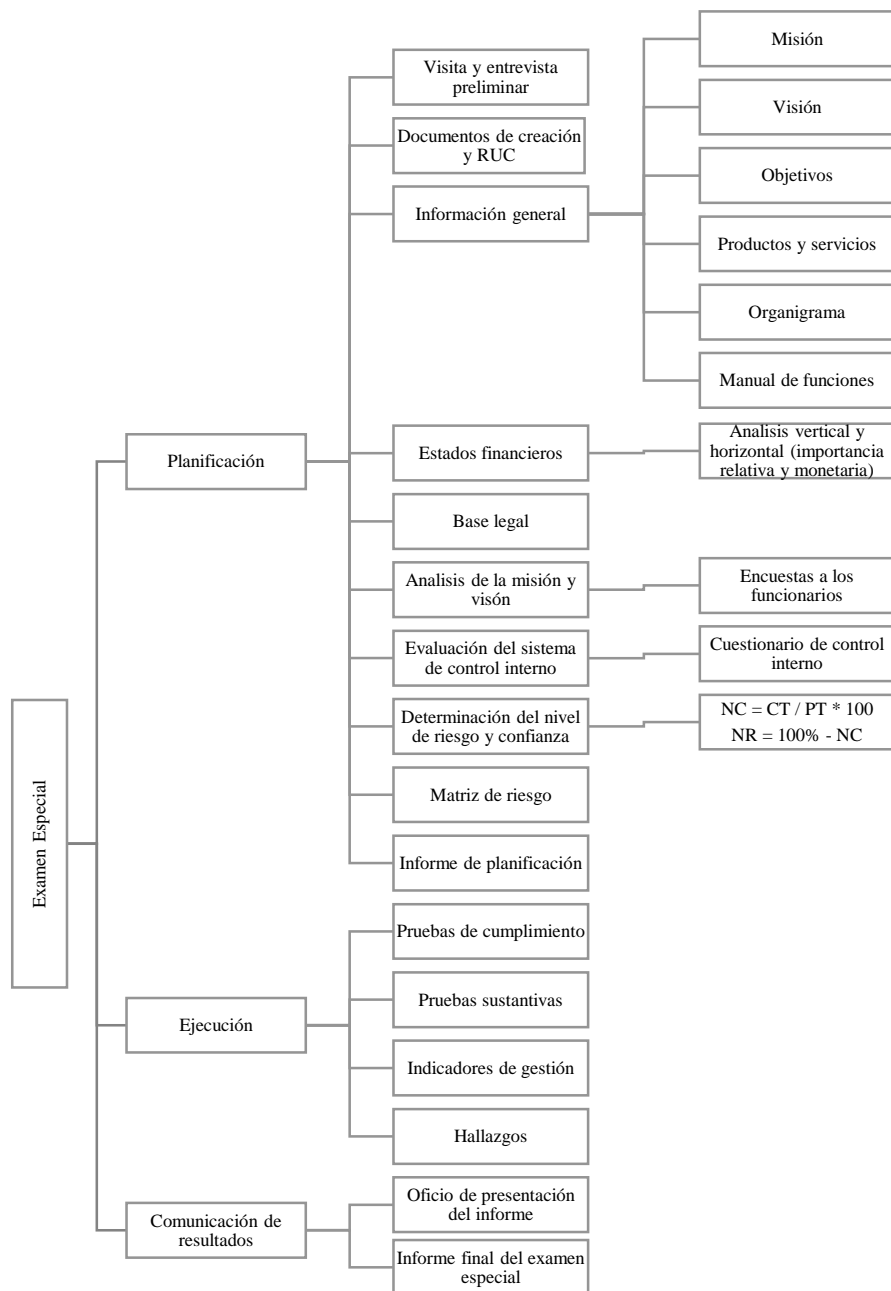 Examen Especial
Planificación
Visita y entrevista
preliminar
Documentos de creación
y RUC
Información general
Misión
Visión
Objetivos
Productos y servicios
Organigrama
Manual de funciones
Estados financieros
Analisis vertical y
horizontal (importancia
relativa y monetaria)
Base legal
Analisis de la misión y
visón
Encuestas a los
funcionarios
Evaluación del sistema
de control interno
Cuestionario de control
interno
Determinación del nivel
de riesgo y confianza
NC = CT / PT * 100
NR = 100% - NC
Matriz de riesgo
Informe de planificación
Ejecución
Pruebas de cumplimiento
Pruebas sustantivas
Indicadores de gestión
Hallazgos
Comunicación de
resultados
Oficio de presentación
del informe
Informe final del examen
especial